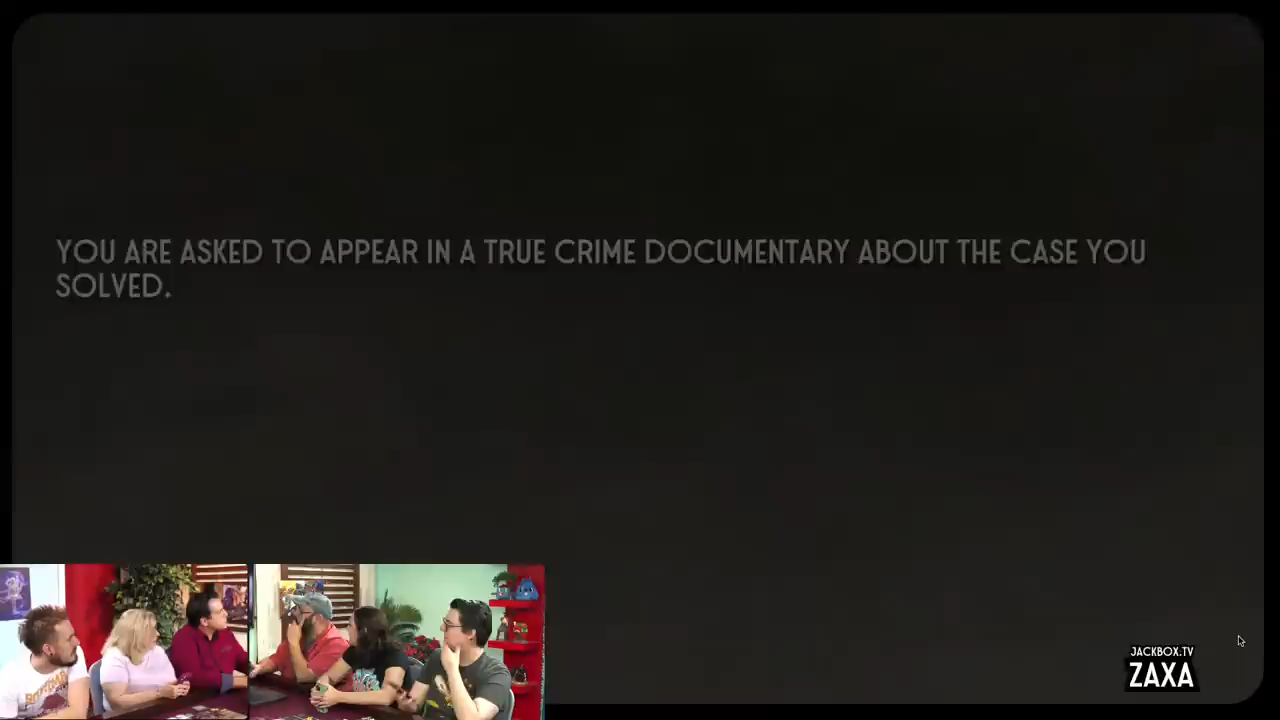 YOU ARE ASKED TO APPEAR IN A TRUE CRIME DOCUMENTARY ABOUT THE CASE YOU
SOLVED.
JACKBOX.TV
ZAXA